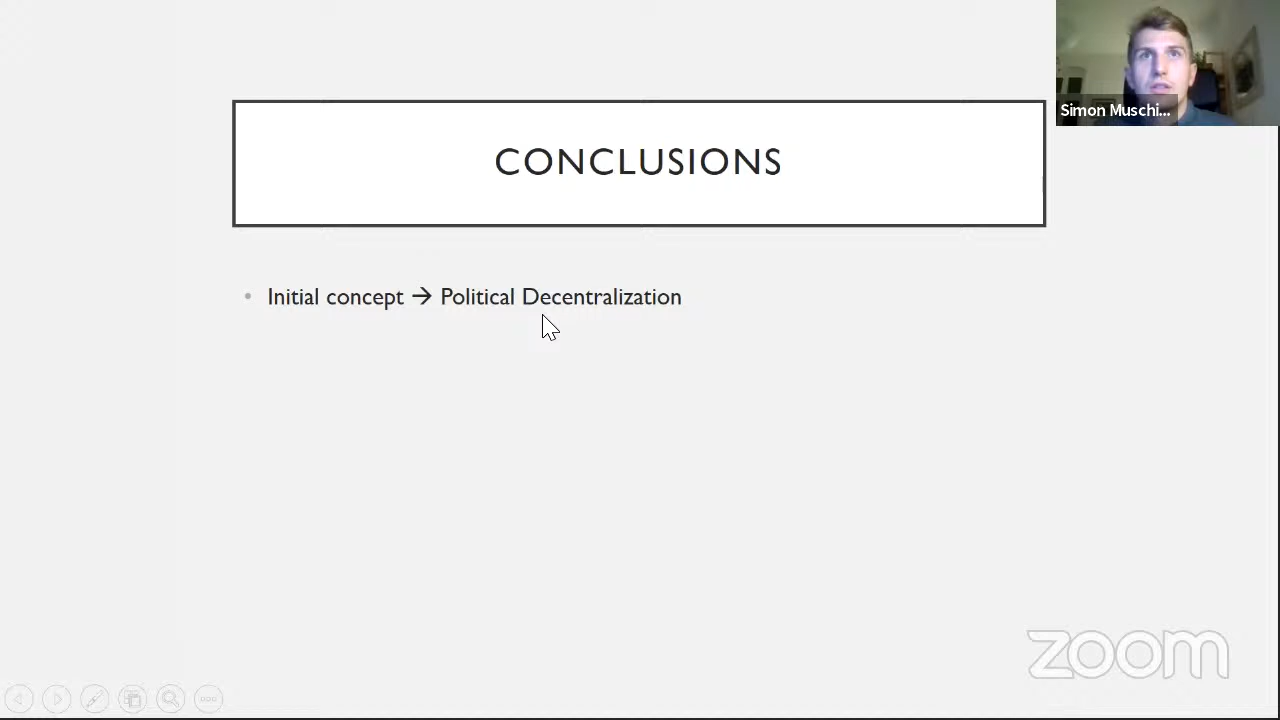 Simon Muschi...
CONCLUSIONS
• Initial concept → Political Decentralization
zoom